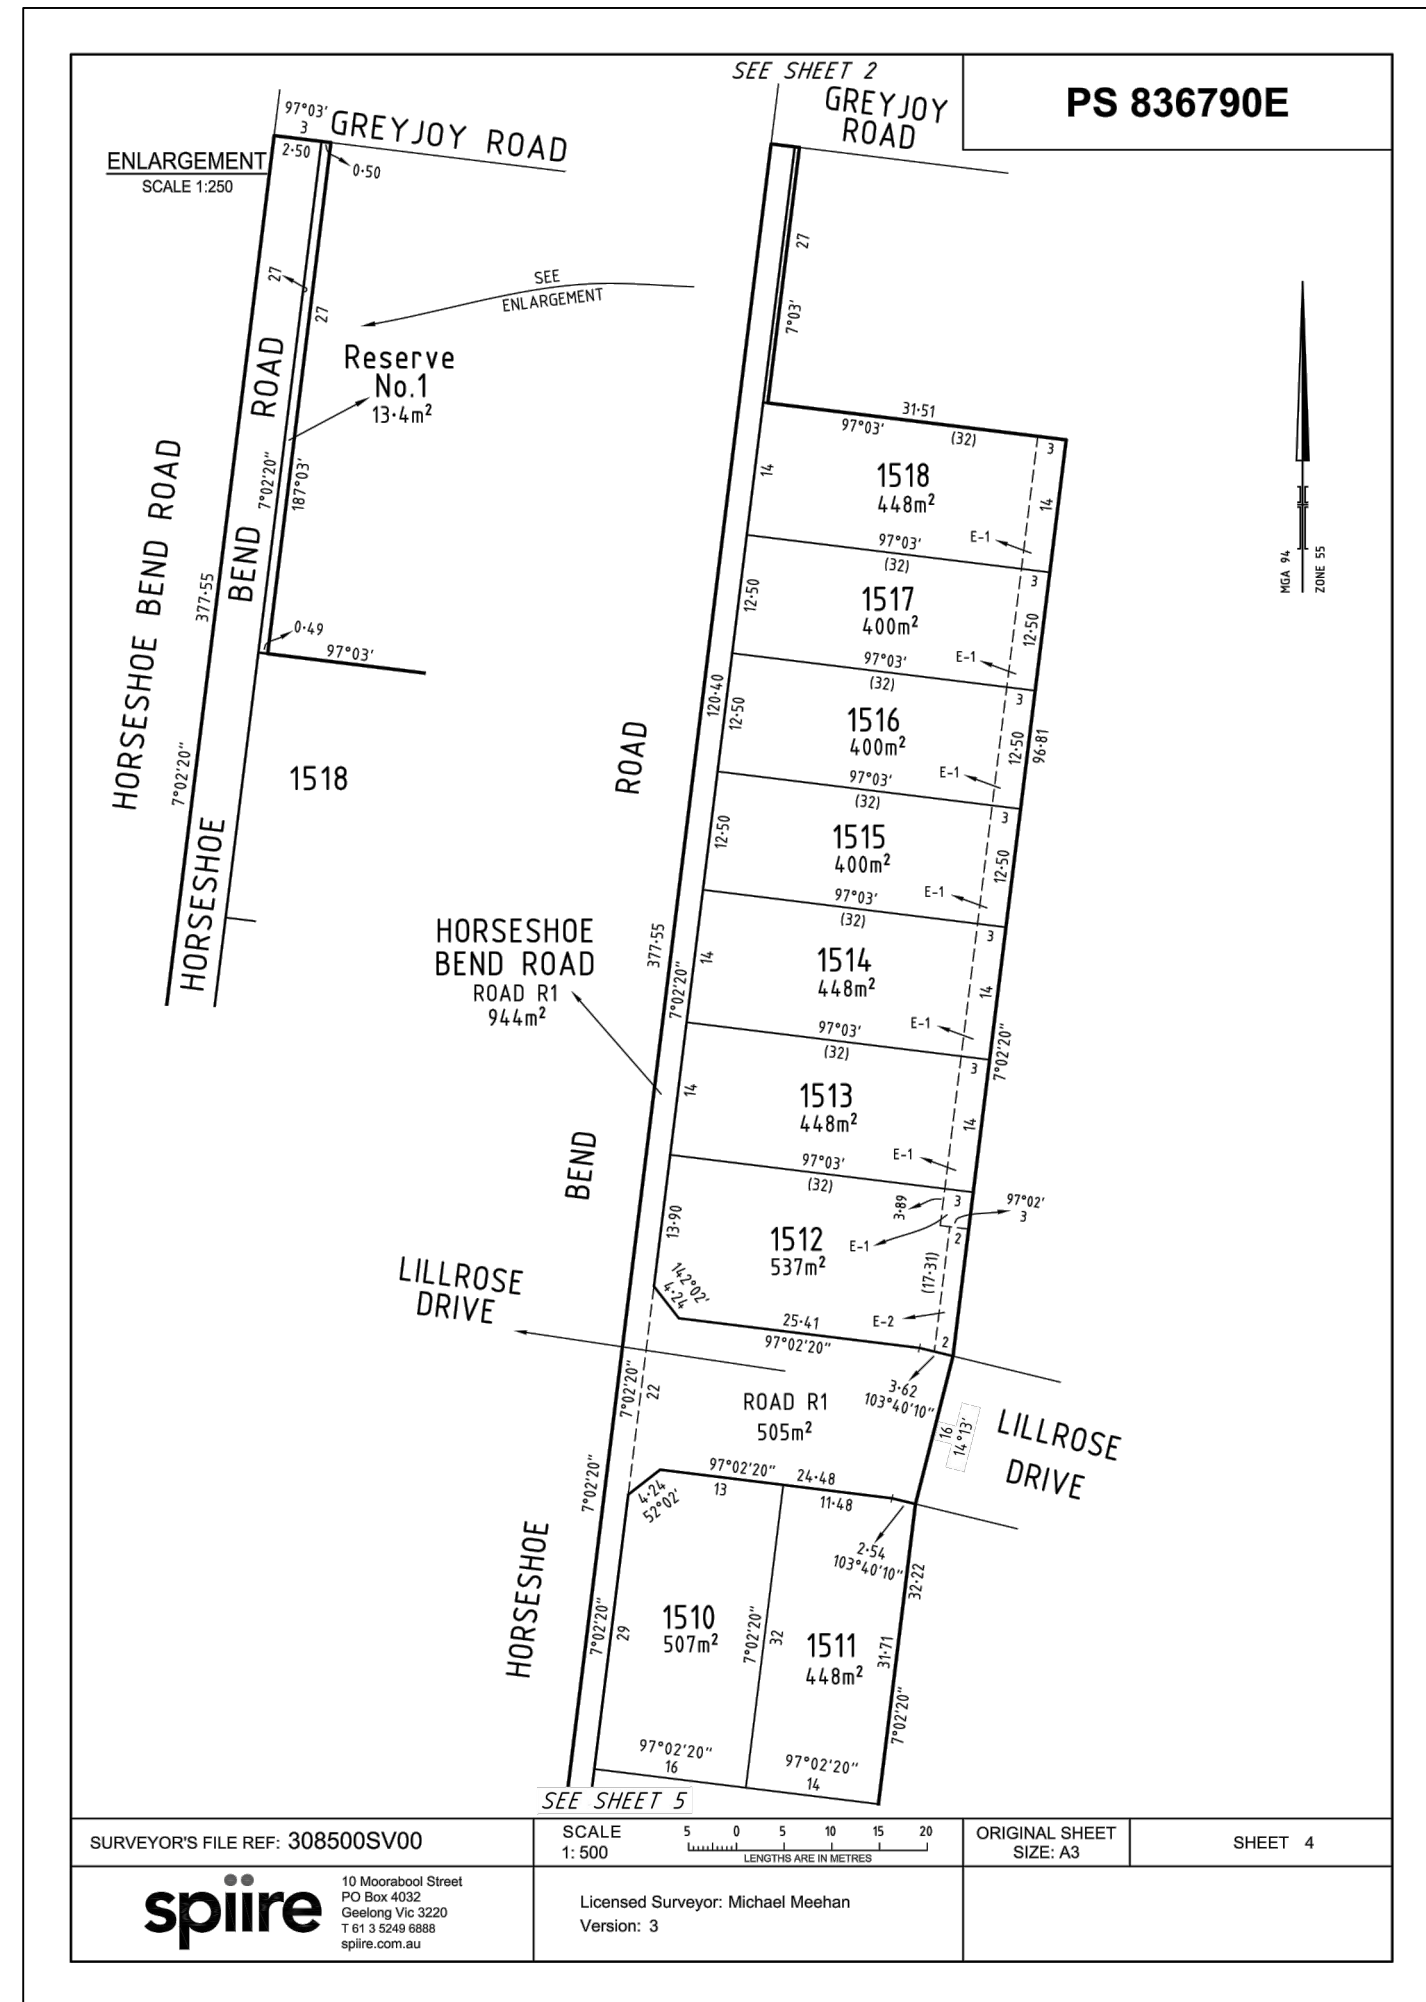 SEE SHEET 2
PS 836790E
GREYJOY
ROAD
97°03'
3
GREYJOY ROAD
ENLARGEMENT
SCALE 1:250
2·50
0·50
27
27
SEE
ENLARGEMENT
Reserve
No.1
13·4m²
HORSESHOE BEND ROAD
377·55
7°02'20"
HORSESHOE BEND ROAD
7°02'20"
187°03'
0·49
97°03'
1518
27
7°03'
31·51
97°03'
(32)
3
14
1518
448m²
14
E-1
97°03'
(32)
3
12·50
1517
400m²
12·50
E-1
97°03'
(32)
3
120·40
12·50
1516
400m²
12·50
96·81
E-1
97°03'
(32)
3
12·50
1515
400m²
12·50
E-1
97°03'
(32)
3
377·55
7°02'20"
14
1514
448m²
14
7°02'20"
E-1
97°03'
(32)
3
14
1513
448m²
14
E-1
97°03'
(32)
3
3·89
97°02'
3
2
13·90
1512
537m²
E-1
(17·31)
142°02'
4·24
25·41
97°02'20"
E-2
2
3·62
103°40'10"
MGA 94
ZONE 55
ROAD
HORSESHOE
BEND ROAD
ROAD R1
944m²
BEND
LILLROSE
DRIVE
7°02'20"
22
ROAD R1
505m²
16
14°13'
LILLROSE
DRIVE
7°02'20"
97°02'20"
24·48
13
11·48
4·24
52°02'
2·54
103°40'10"
32·22
HORSESHOE
7°02'20"
29
1510
507m²
7°02'20"
32
1511
448m²
31·71
7°02'20"
97°02'20"
16
97°02'20"
14
SEE SHEET 5
SURVEYOR'S FILE REF: 308500SV00
SCALE
1: 500
5 0 5 10 15 20
LENGTHS ARE IN METRES
ORIGINAL SHEET
SIZE: A3
SHEET 4
spiire
10 Moorabool Street
PO Box 4032
Geelong Vic 3220
T 61 3 5249 6888
spiire.com.au
Licensed Surveyor: Michael Meehan
Version: 3